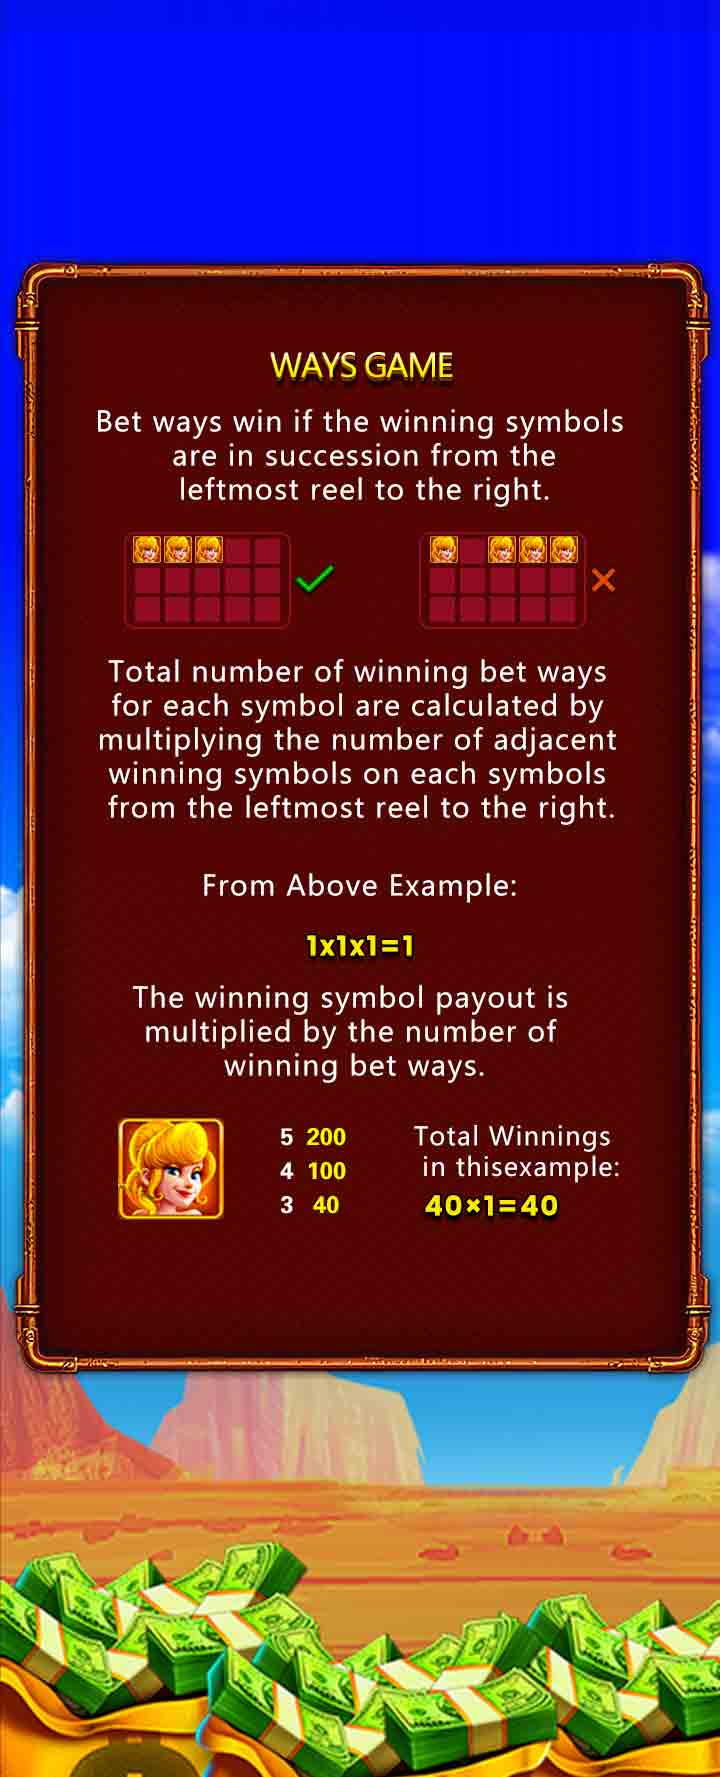 WAYS GAME
Bet ways win if the winning symbols
are in succession from the
leftmost reel to the right.
Total number of winning bet ways
for each symbol are calculated by
multiplying the number of adjacent
winning symbols on each symbols
from the leftmost reel to the right.
From Above Example:
1x1x1=1
The winning symbol payout is
multiplied by the number of
winning bet ways.
5 200
4 100
3 40
Total Winnings
in thisexample:
40×1=40